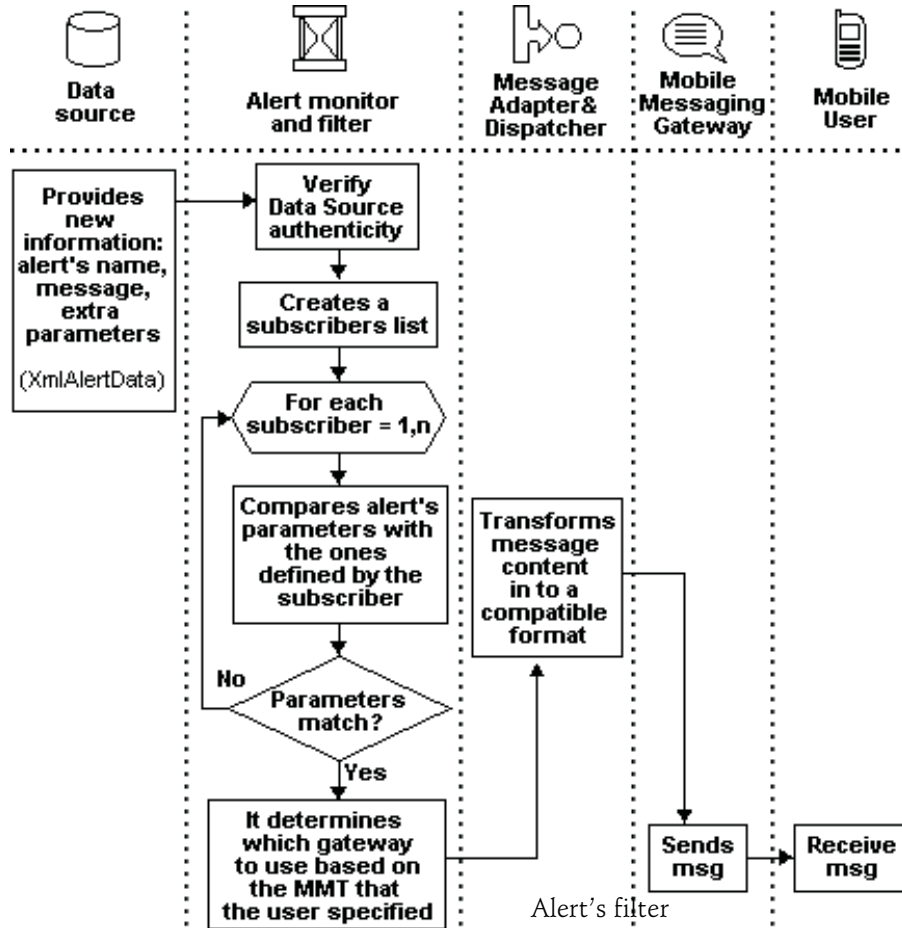 Data
source
Alert monitor
and filter
Message
Adapter&
Dispatcher
Mobile
Messaging
Gateway
Mobile
User
Provides
new
information:
alert's name,
message,
extra
parameters
(XmlAlertData)
Verify
Data Source
authenticity
Creates a
subscribers list
For each
subscriber = 1,n
Compares alert's
parameters with
the ones
defined by the
subscriber
No
Parameters
match?
Yes
It determines
which gateway
to use based on
the MMT that
the user specified
Transforms
message
content
in to a
compatible
format
Sends
msg
Receive
msg
Alert's filter